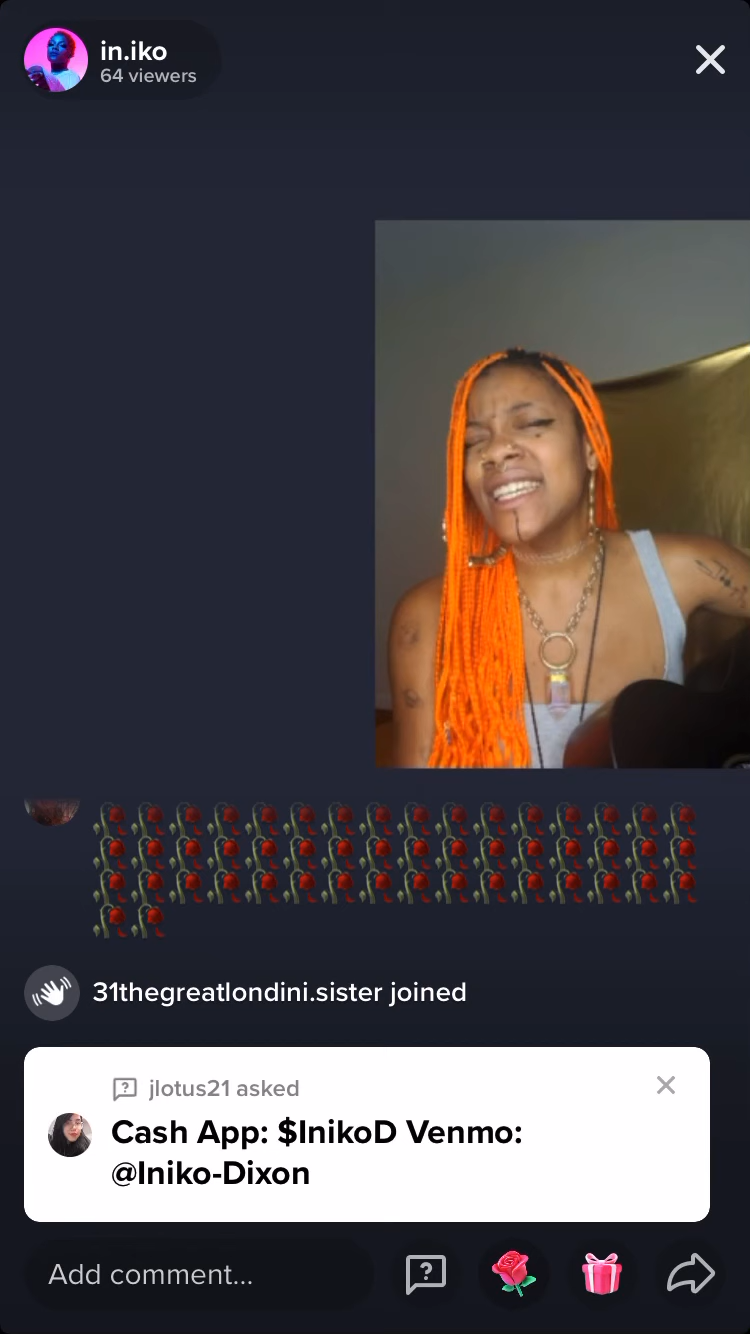 in.iko
64 viewers
31thegreatlondini.sister joined
jlotus21 asked
Cash App: $InikoD Venmo:
@Iniko-Dixon
Add comment...